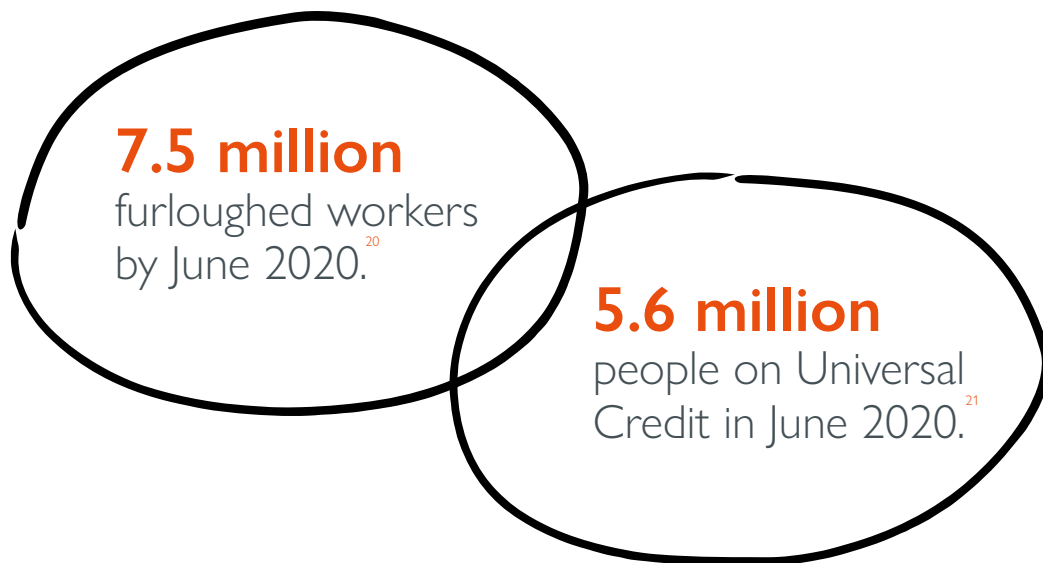 7.5 million
furloughed workers
by June 2020.20
5.6 million
people on Universal
Credit in June 2020.21